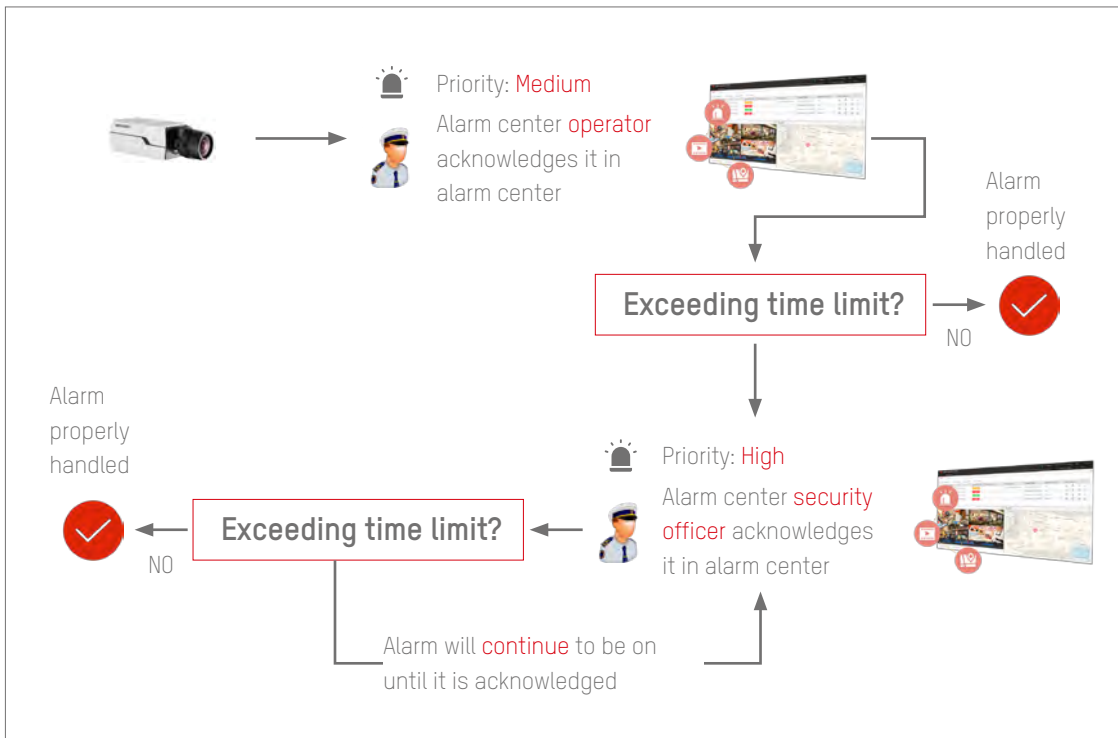 Priority: Medium
Alarm center operator
acknowledges it in
alarm center
Alarm
properly
handled
Exceeding time limit?
NO
Alarm
properly
handled
Priority: High
Alarm center security
officer acknowledges
it in alarm center
Exceeding time limit?
NO
Alarm will continue to be on
until it is acknowledged